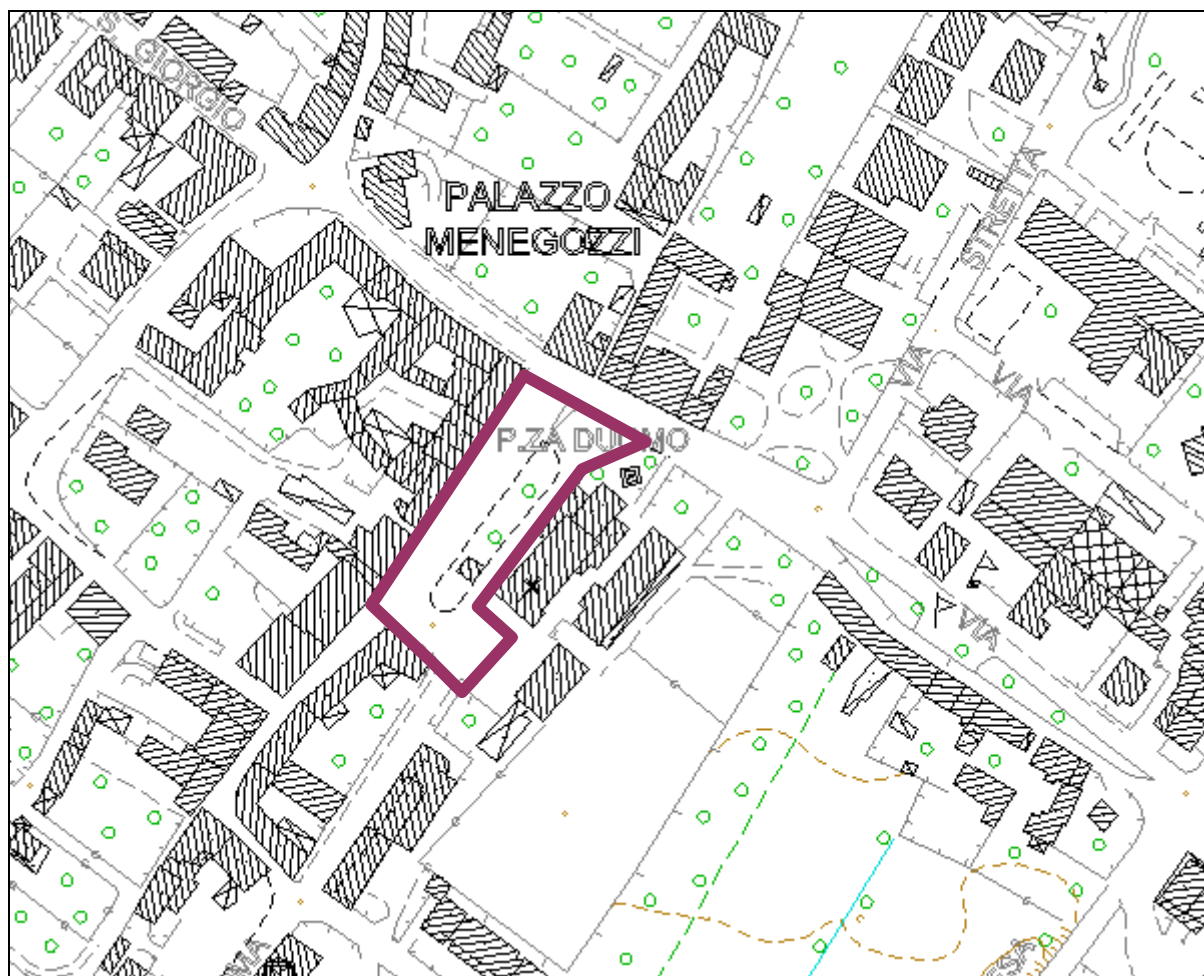 S. GIORGIO
PALAZZO
MENEGOZZI
STRETTA
VIA
VIA
P.ZA DUOMO
VIA